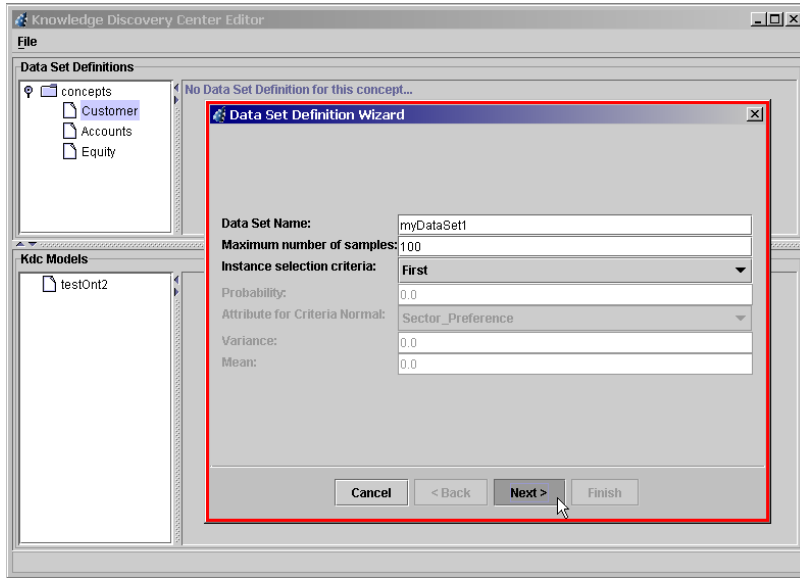 Knowledge Discovery Center Editor
File
Data Set Definitions
concepts
Customer
Accounts
Equity
No Data Set Definition for this concept...
Data Set Definition Wizard
Data Set Name: myDataSet1
Maximum number of samples: 100
Instance selection criteria: First
Probability: 0.0
Attribute for Criteria Normal: Sector_Preference
Variance: 0.0
Mean: 0.0
Cancel < Back Next > Finish
Kdc Models
testOnt2